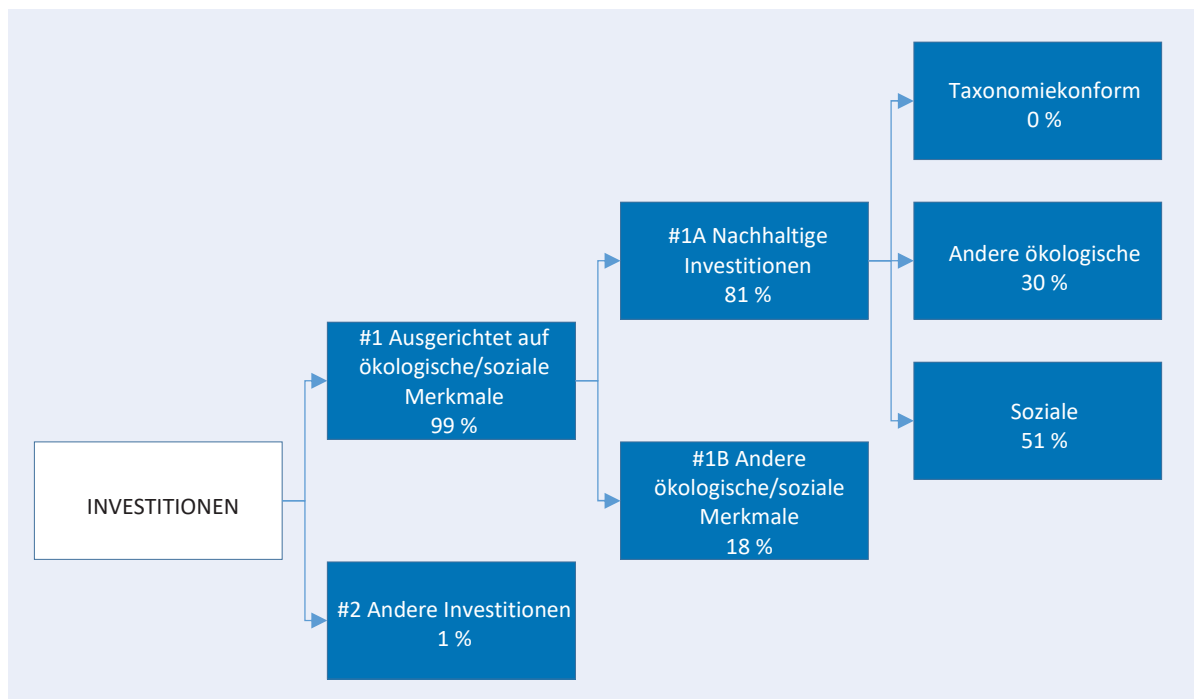 INVESTITIONEN
#1 Ausgerichtet auf
ökologische/soziale
Merkmale
99 %
#2 Andere Investitionen
1 %
#1A Nachhaltige
Investitionen
81 %
#1B Andere
ökologische/soziale
Merkmale
18 %
Taxonomiekonform
0 %
Andere ökologische
30 %
Soziale
51 %